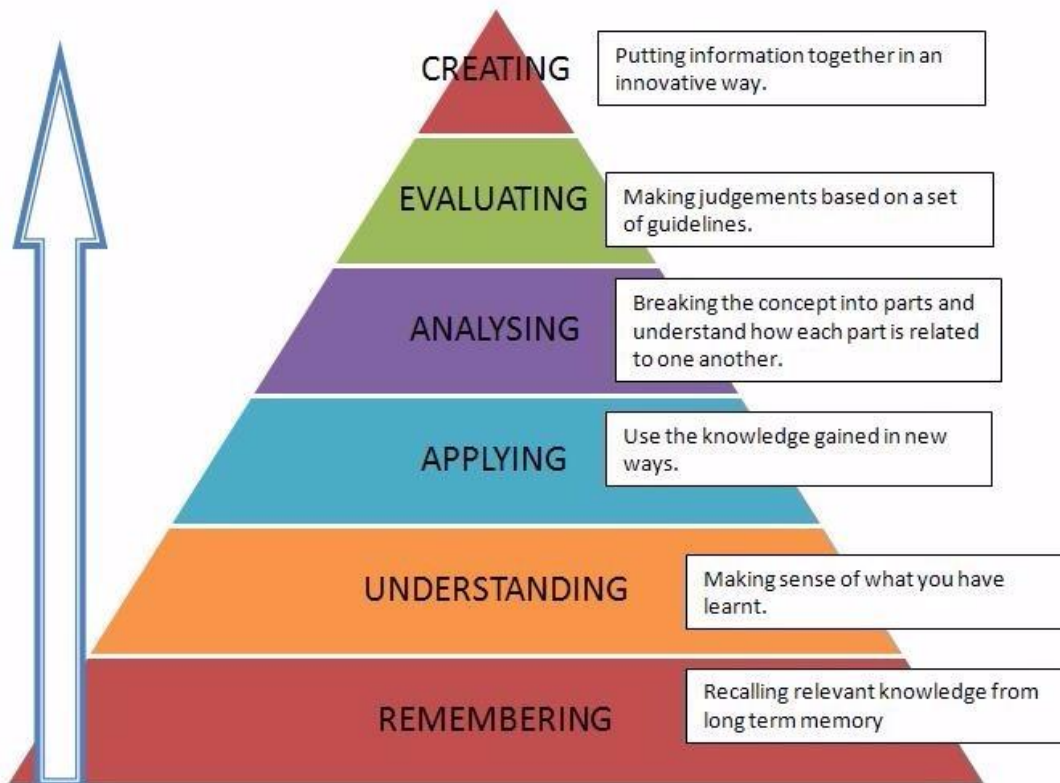 CREATING
Putting information together in an
innovative way.
EVALUATING
Making judgements based on a set
of guidelines.
ANALYSING
Breaking the concept into parts and
understand how each part is related
to one another.
APPLYING
Use the knowledge gained in new
ways.
UNDERSTANDING
Making sense of what you have
learnt.
REMEMBERING
Recalling relevant knowledge from
long term memory